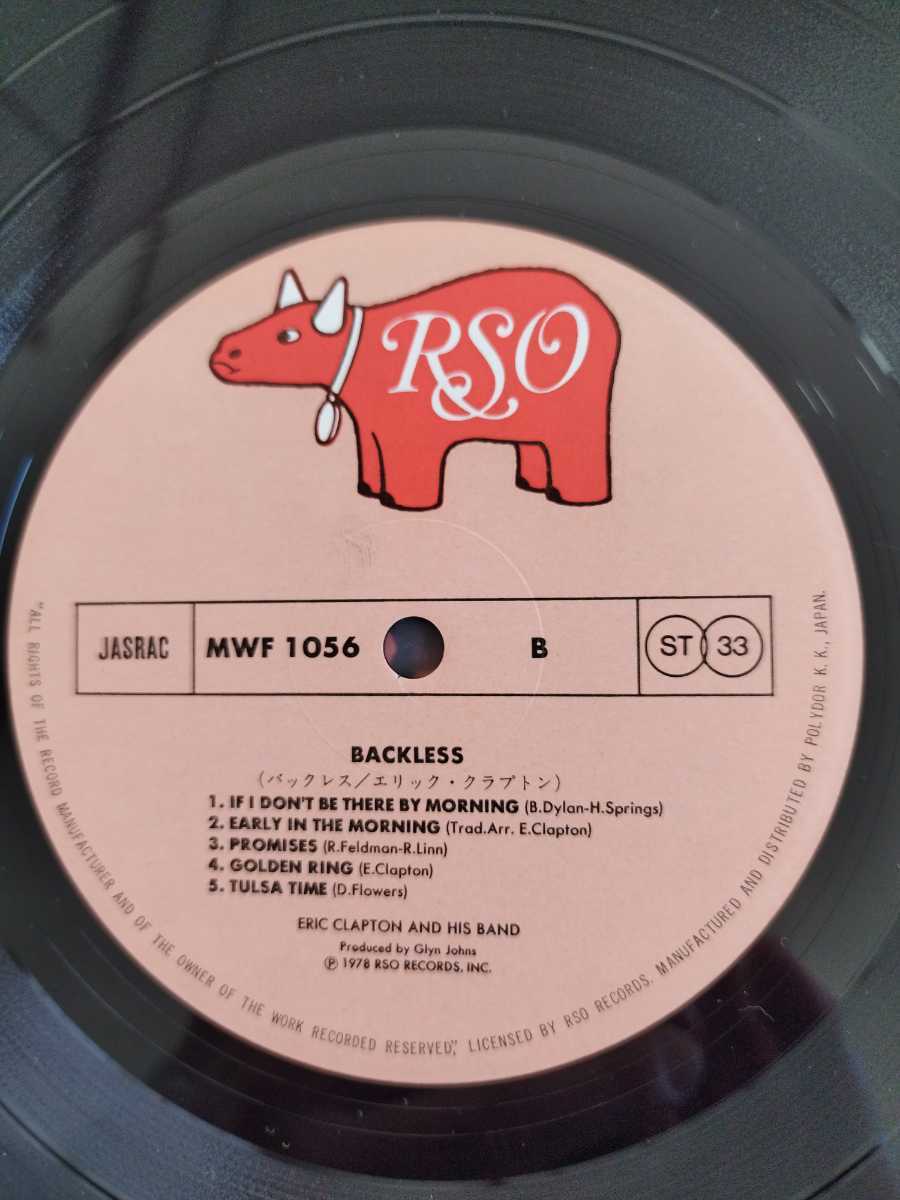 RSO
JASRAC
MWF 1056
B
ST 33
BACKLESS
(バックレス/エリック・クラプトン)
1. IF I DON'T BE THERE BY MORNING (B.Dylan-H.Springs)
2. EARLY IN THE MORNING (Trad.Arr. E.Clapton)
3. PROMISES (R.Feldman-R.Linn)
4. GOLDEN RING (E.Clapton)
5. TULSA TIME (D.Flowers)
ERIC CLAPTON AND HIS BAND
Produced by Glyn Johns
Ⓟ 1978 RSO RECORDS, INC.
"ALL RIGHTS OF THE RECORD MANUFACTURER AND OF THE OWNER OF THE WORK RECORDED RESERVED", LICENSED BY RSO RECORDS. MANUFACTURED AND DISTRIBUTED BY POLYDOR K. K., JAPAN.